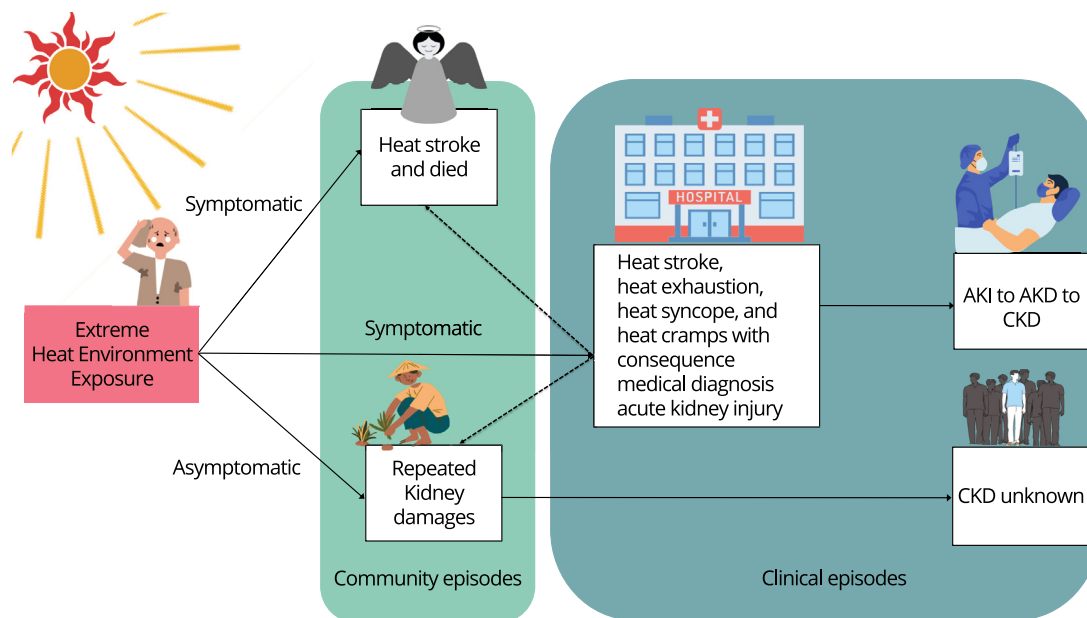 Heat stroke
and died
Symptomatic
HOSPITAL
Heat stroke,
heat exhaustion,
heat syncope, and
heat cramps with
consequence
medical diagnosis
acute kidney injury
AKI to AKD to
CKD
Extreme
Heat Environment
Exposure
Symptomatic
Asymptomatic
Repeated
Kidney
damages
CKD unknown
Community episodes
Clinical episodes